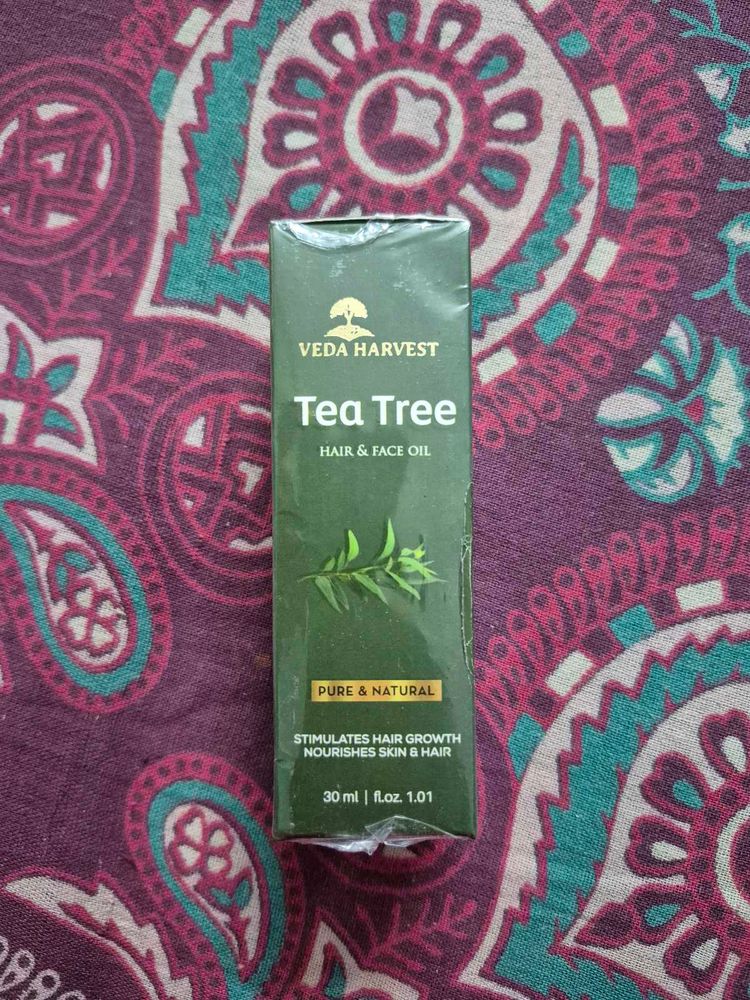 VEDA HARVEST
Tea Tree
HAIR & FACE OIL
PURE & NATURAL
STIMULATES HAIR GROWTH
NOURISHES SKIN & HAIR
30 ml | fl.oz. 1.01